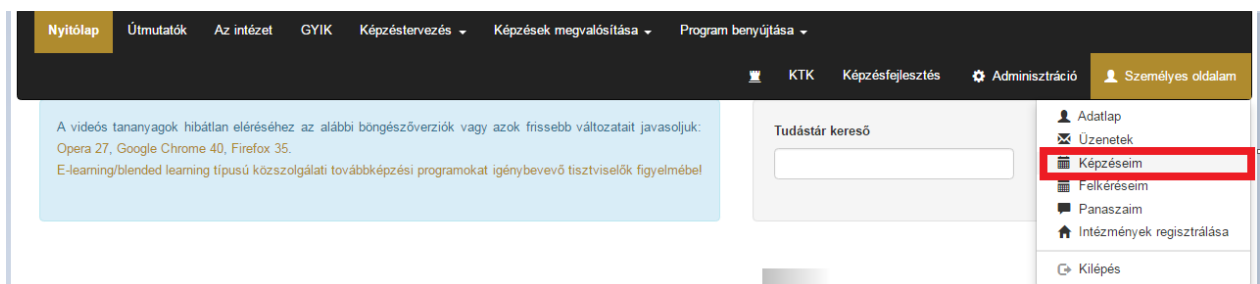 Nyitólap Útmutatók Az intézet GYIK Képzéstervezés Képzések megvalósítása Program benyújtása
KTK Képzésfejlesztés Adminisztráció Személyes oldalam
A videós tananyagok hibátlan eléréséhez az alábbi böngészőverziók vagy azok frissebb változatait javasoljuk:
Opera 27, Google Chrome 40, Firefox 35.
E-learning/blended learning típusú közszolgálati továbbképzési programokat igénybevevő tisztviselők figyelmébe!
Tudástár kereső
Adatlap
Üzenetek
Képzéseim
Felkéréseim
Panaszaim
Intézmények regisztrálása
Kilépés